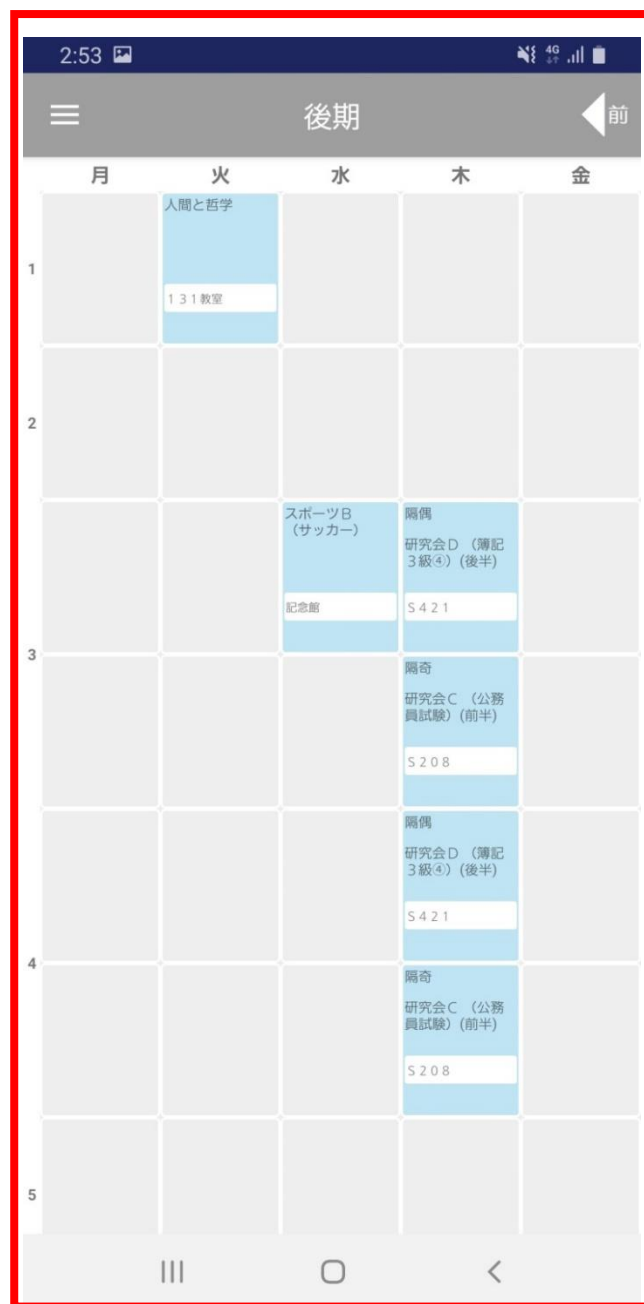 2:53 4G
後期 前
月 火 水 木 金
1
人間と哲学
131教室
2
3
スポーツB
(サッカー)
記念館
隔偶
研究会D (簿記
3級④) (後半)
S421
隔奇
研究会C (公務
員試験) (前半)
S208
4
隔偶
研究会D (簿記
3級④) (後半)
S421
隔奇
研究会C (公務
員試験) (前半)
S208
5